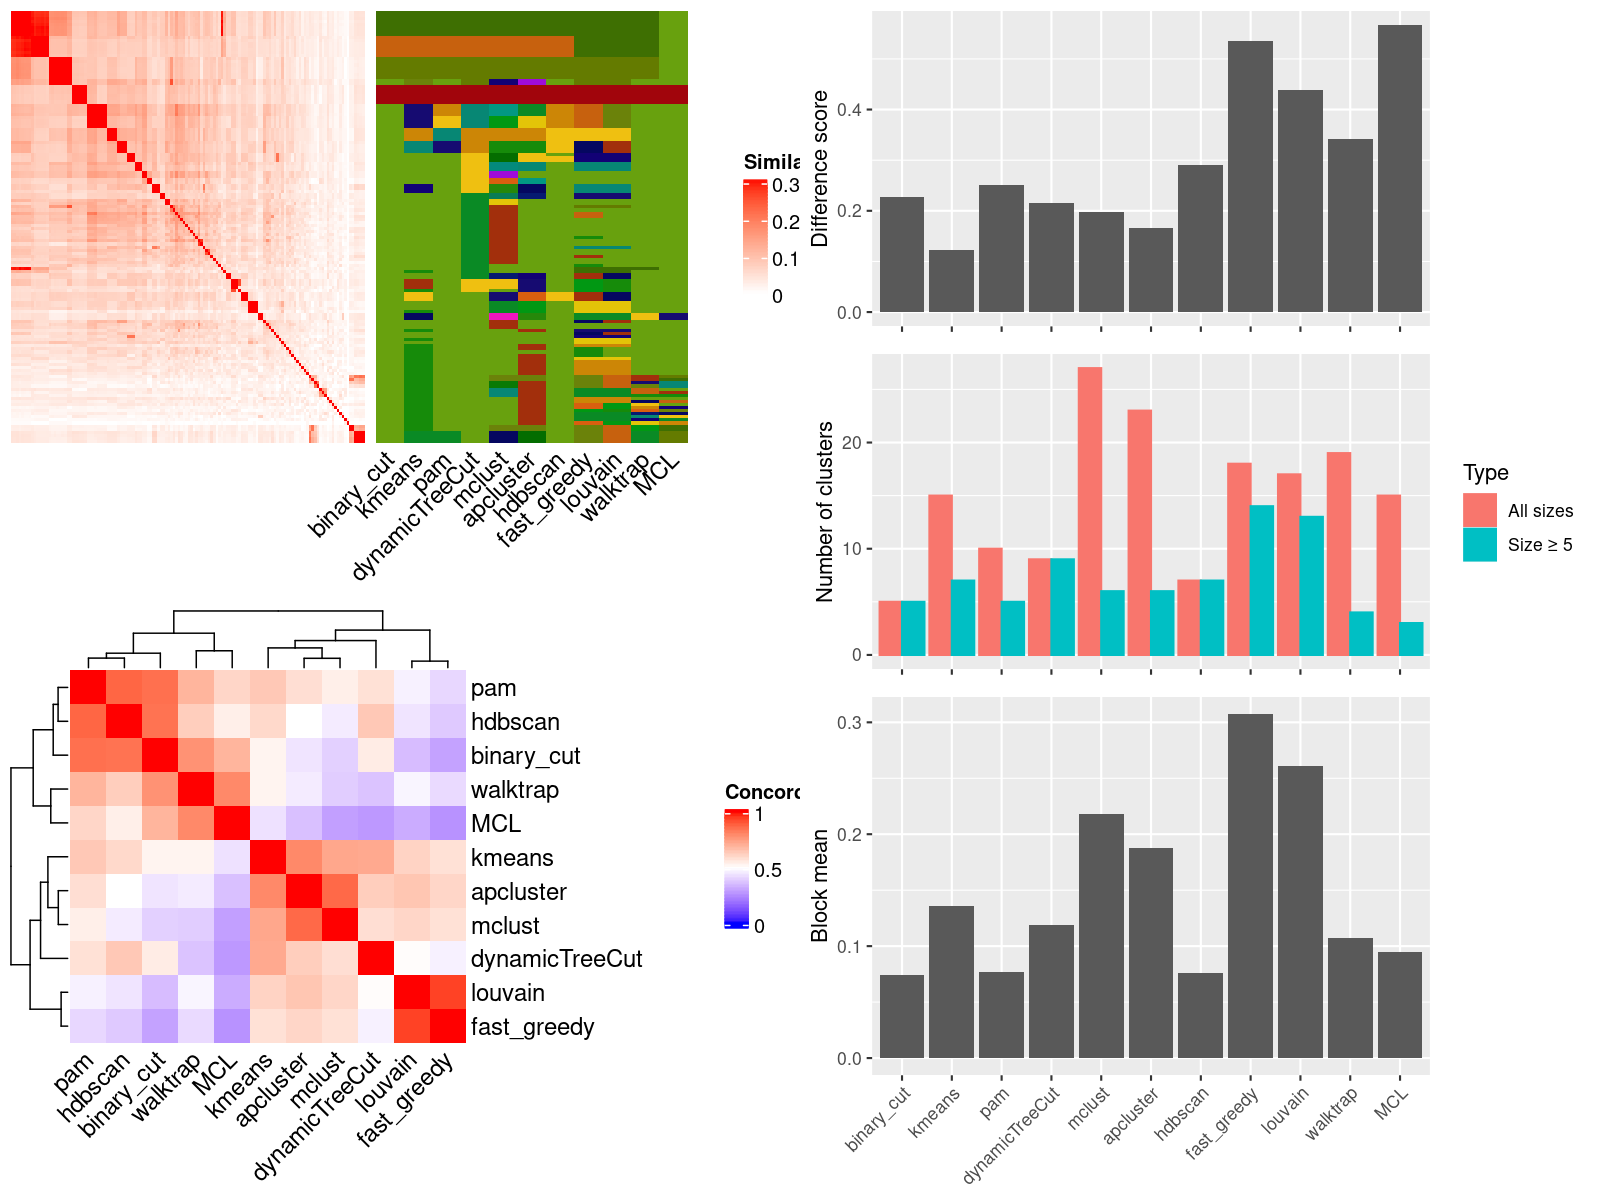 Simila
0.3
0.2
0.1
0
binary_cut
kmeans
pam
dynamicTreeCut
mclust
apcluster
hdbscan
fast_greedy
louvain
walktrap
MCL
pam
hdbscan
binary_cut
walktrap
MCL
kmeans
apcluster
mclust
dynamicTreeCut
louvain
fast_greedy
pam
hdbscan
binary_cut
walktrap
MCL
kmeans
apcluster
mclust
dynamicTreeCut
louvain
fast_greedy
Concord
1
0.5
0
Difference score
0.4
0.2
0.0
Number of clusters
20
10
0
Type
All sizes
Size ≥ 5
Block mean
0.3
0.2
0.1
0.0
binary_cut
kmeans
pam
dynamicTreeCut
mclust
apcluster
hdbscan
fast_greedy
louvain
walktrap
MCL